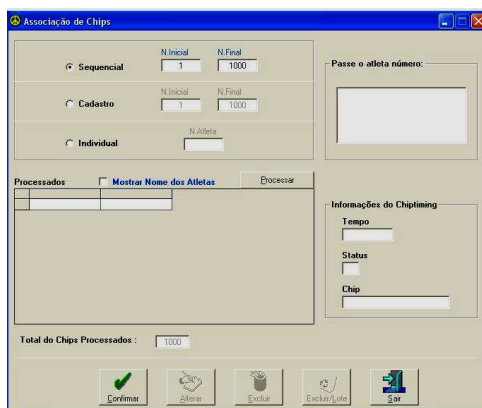 Associação de Chips
N.Inicial N.Final
Sequencial 1 1000
N.Inicial N.Final
Cadastro 1 1000
N.Atleta
Individual
Passe o atleta número:
Processados Mostrar Nome dos Atletas Processar
Informações do Chiptiming
Tempo
Status
Chip
Total do Chips Processados : 1000
Confirmar Alterar Excluir Excluir/Lote Sair